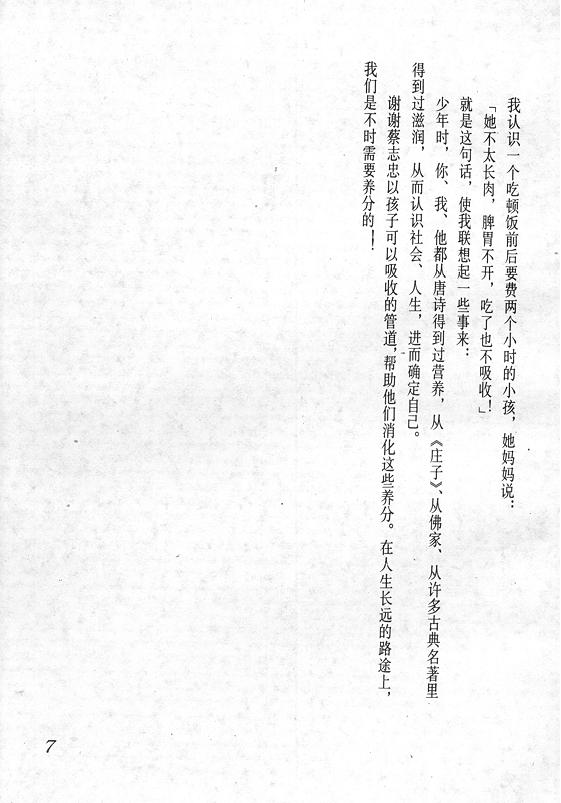 我认识一个吃顿饭前后要费两个小时的小孩，她妈妈说：
「她不太长肉，脾胃不开，吃了也不吸收！」
就是这句话，使我联想起一些事来：
少年时，你、我、他都从唐诗得到过营养，从《庄子》、从佛家、从许多古典名著里
得到过滋润，从而认识社会、人生，进而确定自己。
谢谢蔡志忠以孩子可以吸收的管道，帮助他们消化这些养分。在人生长远的路途上，
我们是不时需要养分的！
7